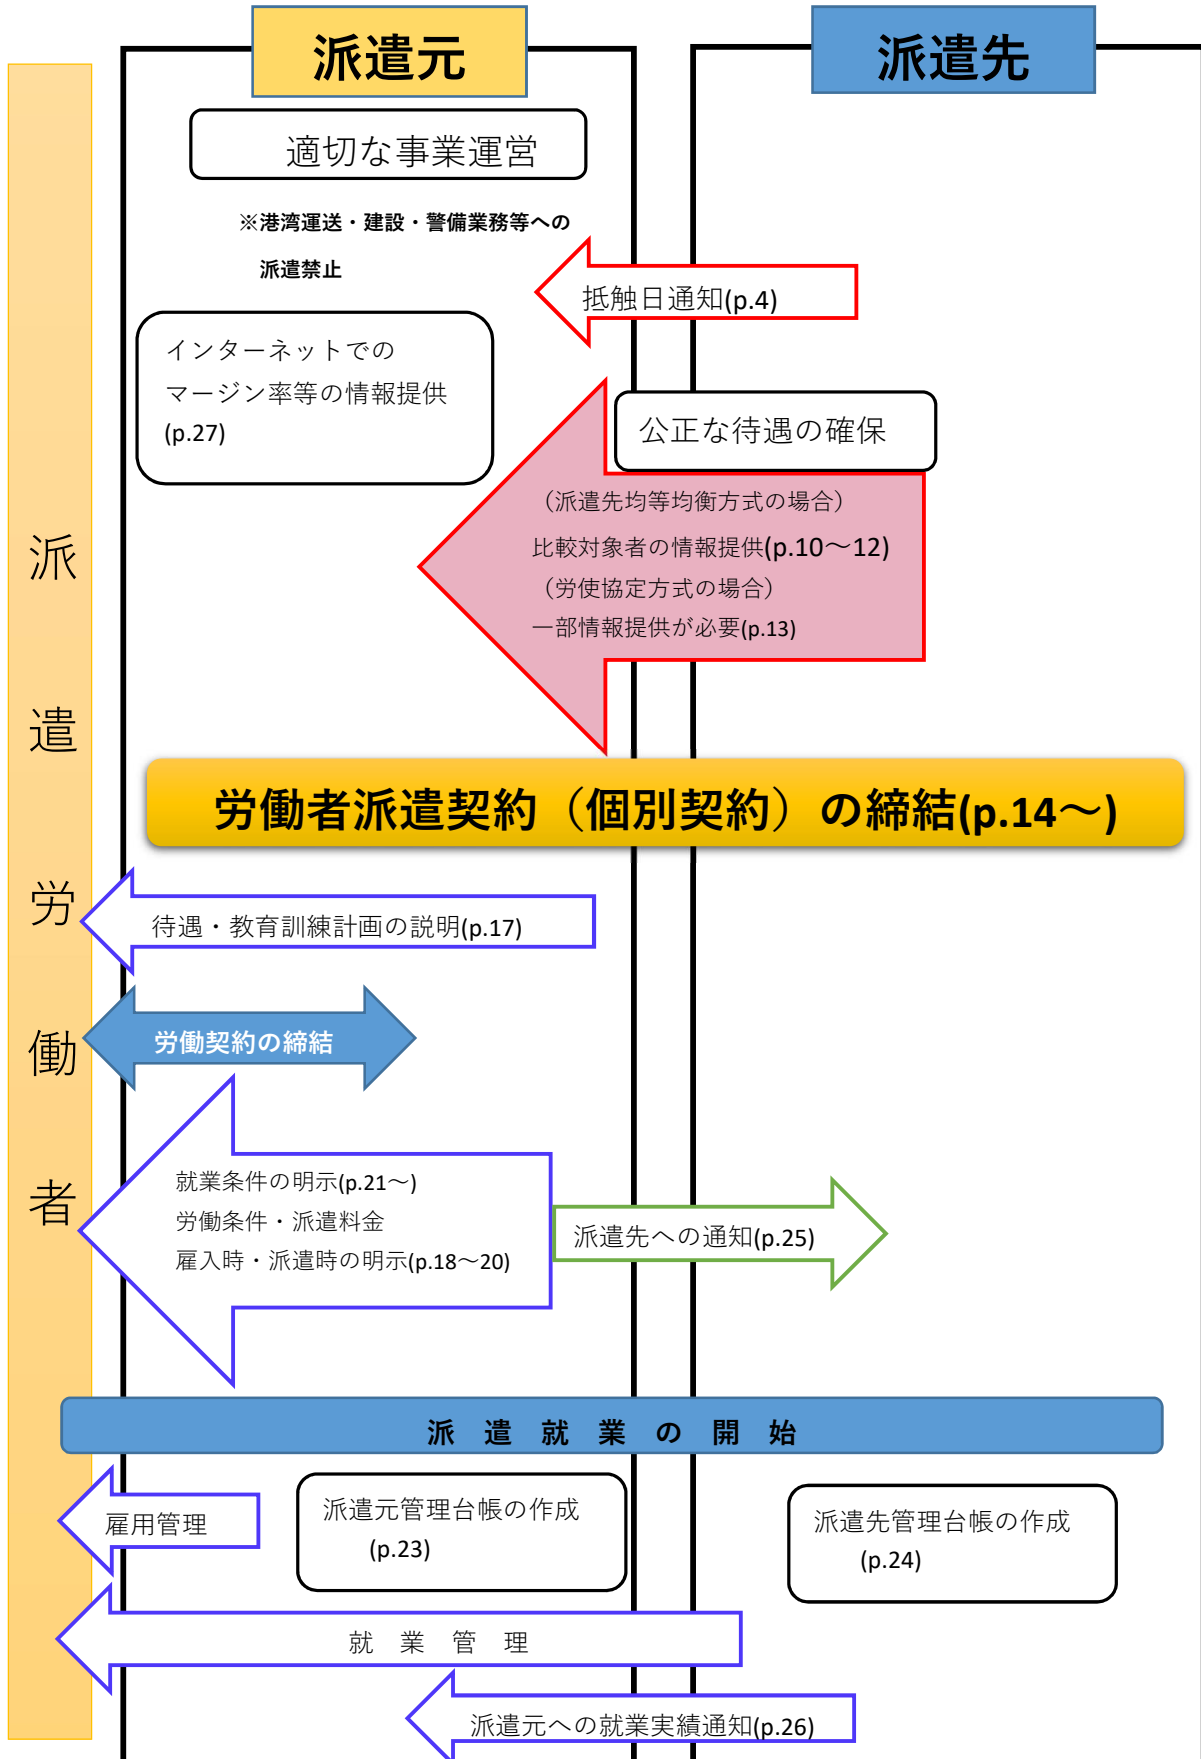 派遣元
派遣先
適切な事業運営
※港湾運送・建設・警備業務等への
派遣禁止
抵触日通知(p.4)
インターネットでの
マージン率等の情報提供
(p.27)
公正な待遇の確保
（派遣先均等均衡方式の場合）
比較対象者の情報提供(p.10～12)
（労使協定方式の場合）
一部情報提供が必要(p.13)
派遣労働者
労働者派遣契約（個別契約）の締結(p.14～)
待遇・教育訓練計画の説明(p.17)
労働契約の締結
就業条件の明示(p.21～)
労働条件・派遣料金
雇入時・派遣時の明示(p.18～20)
派遣先への通知(p.25)
派 遣 就 業 の 開 始
雇用管理
派遣元管理台帳の作成
(p.23)
派遣先管理台帳の作成
(p.24)
就 業 管 理
派遣元への就業実績通知(p.26)